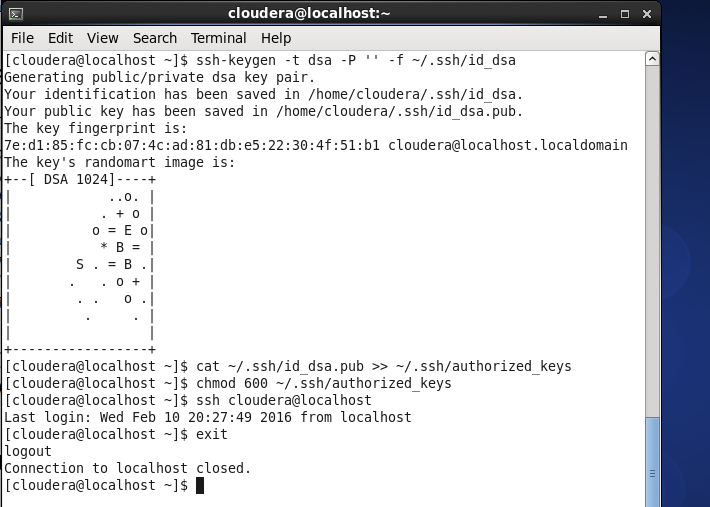 cloudera@localhost:~
File Edit View Search Terminal Help
[cloudera@localhost ~]$ ssh-keygen -t dsa -P '' -f ~/.ssh/id_dsa
Generating public/private dsa key pair.
Your identification has been saved in /home/cloudera/.ssh/id_dsa.
Your public key has been saved in /home/cloudera/.ssh/id_dsa.pub.
The key fingerprint is:
7e:d1:85:fc:cb:07:4c:ad:81:db:e5:22:30:4f:51:b1 cloudera@localhost.localdomain
The key's randomart image is:
+--[ DSA 1024]----+
|            ..o. |
|           . + o |
|          o = E o|
|           * B = |
|        S . = B .|
|       .   . o + |
|        . .   o .|
|         .     . |
|                 |
+-----------------+
[cloudera@localhost ~]$ cat ~/.ssh/id_dsa.pub >> ~/.ssh/authorized_keys
[cloudera@localhost ~]$ chmod 600 ~/.ssh/authorized_keys
[cloudera@localhost ~]$ ssh cloudera@localhost
Last login: Wed Feb 10 20:27:49 2016 from localhost
[cloudera@localhost ~]$ exit
logout
Connection to localhost closed.
[cloudera@localhost ~]$